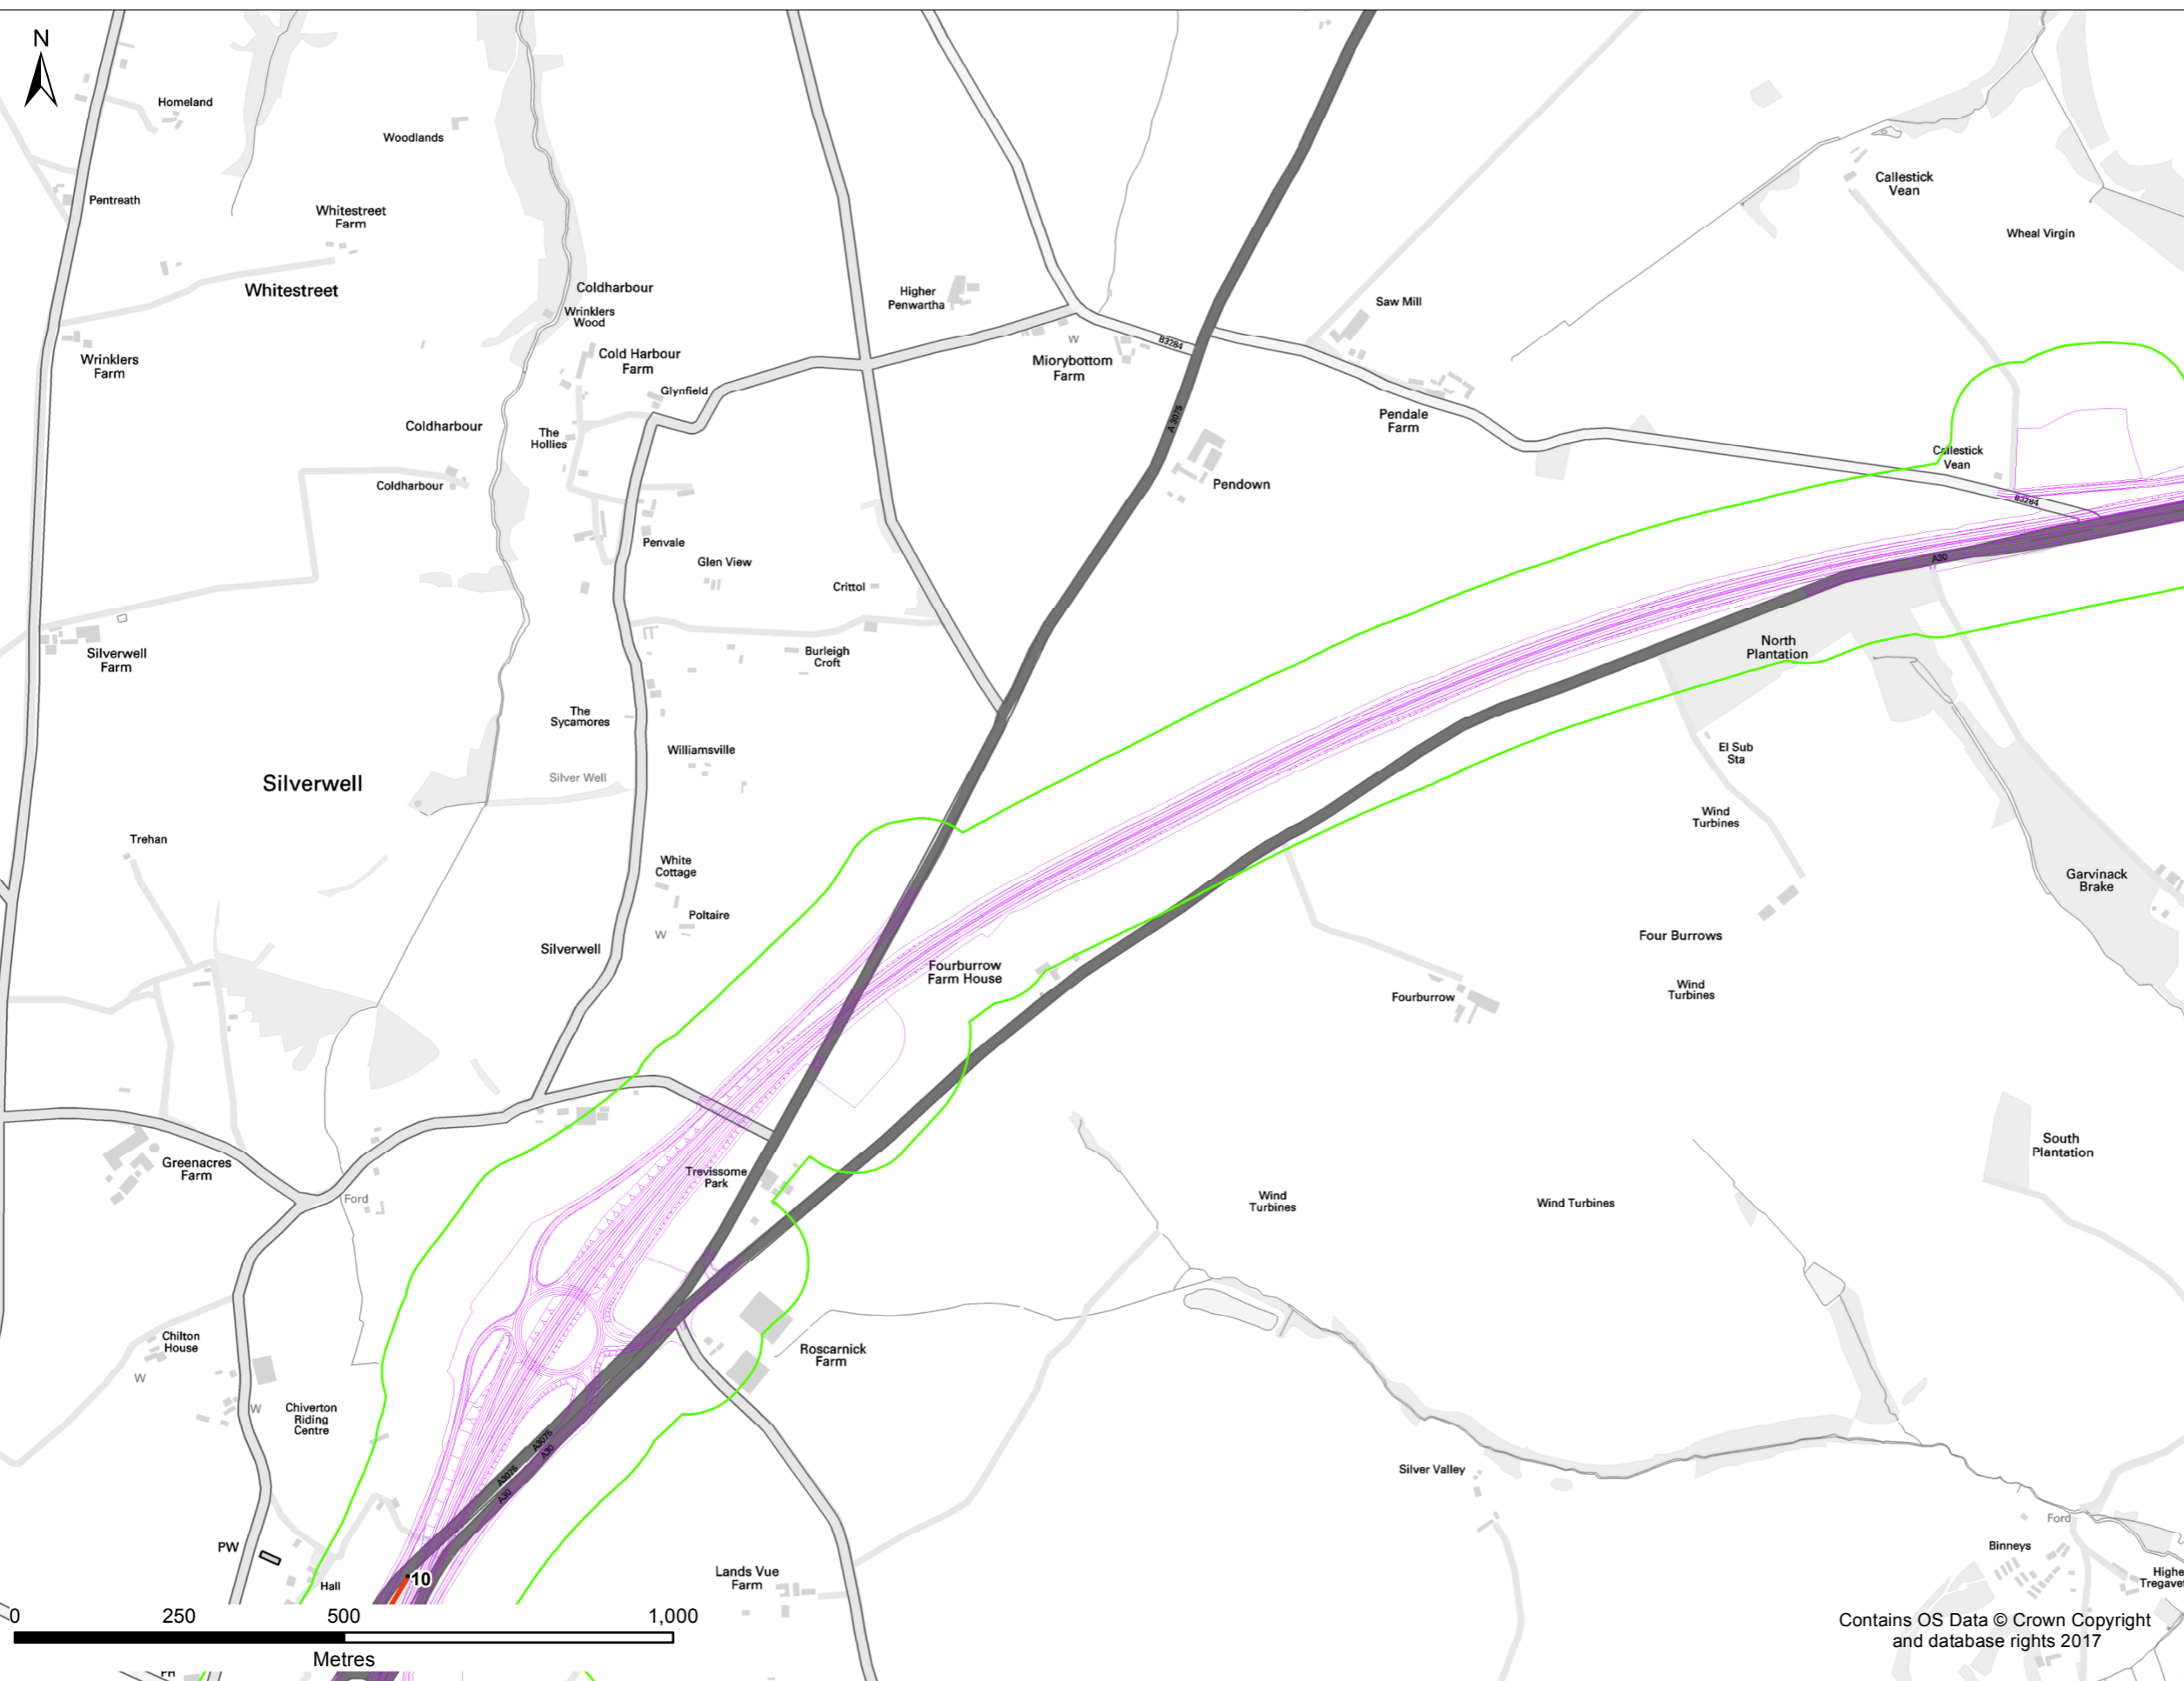 N
Homeland
Woodlands
Pentreath
Whitestreet
Farm
Callestick
Vean
Wheal Virgin
Whitestreet
Coldharbour
Wrinklers
Wood
Higher
Penwartha
Saw Mill
Wrinklers
Farm
Cold Harbour
Farm
W
B3284
Miorybottom
Farm
Glynfield
A 3075
Pendale
Farm
Coldharbour
The
Hollies
Callestick
Vean
Coldharbour
Pendown
B3284
Penvale
Glen View
A30
Crittol
Silverwell
Farm
Burleigh
Croft
North
Plantation
The
Sycamores
Williamsville
El Sub
Sta
Silverwell
Silver Well
Wind
Turbines
Trehan
White
Cottage
Garvinack
Brake
Poltaire
W
Silverwell
Four Burrows
Fourburrow
Farm House
Fourburrow
Wind
Turbines
Greenacres
Farm
Trevissome
Park
South
Plantation
Ford
Wind
Turbines
Wind Turbines
Chilton
House
W
Roscarnick
Farm
Chiverton
Riding
Centre
W
A3075
A30
A3075
A30
Silver Valley
PW
Ford
Binneys
10
Hall
Lands Vue
Farm
Highe
Tregavet
0 250 500 1,000
Metres
Contains OS Data © Crown Copyright
and database rights 2017